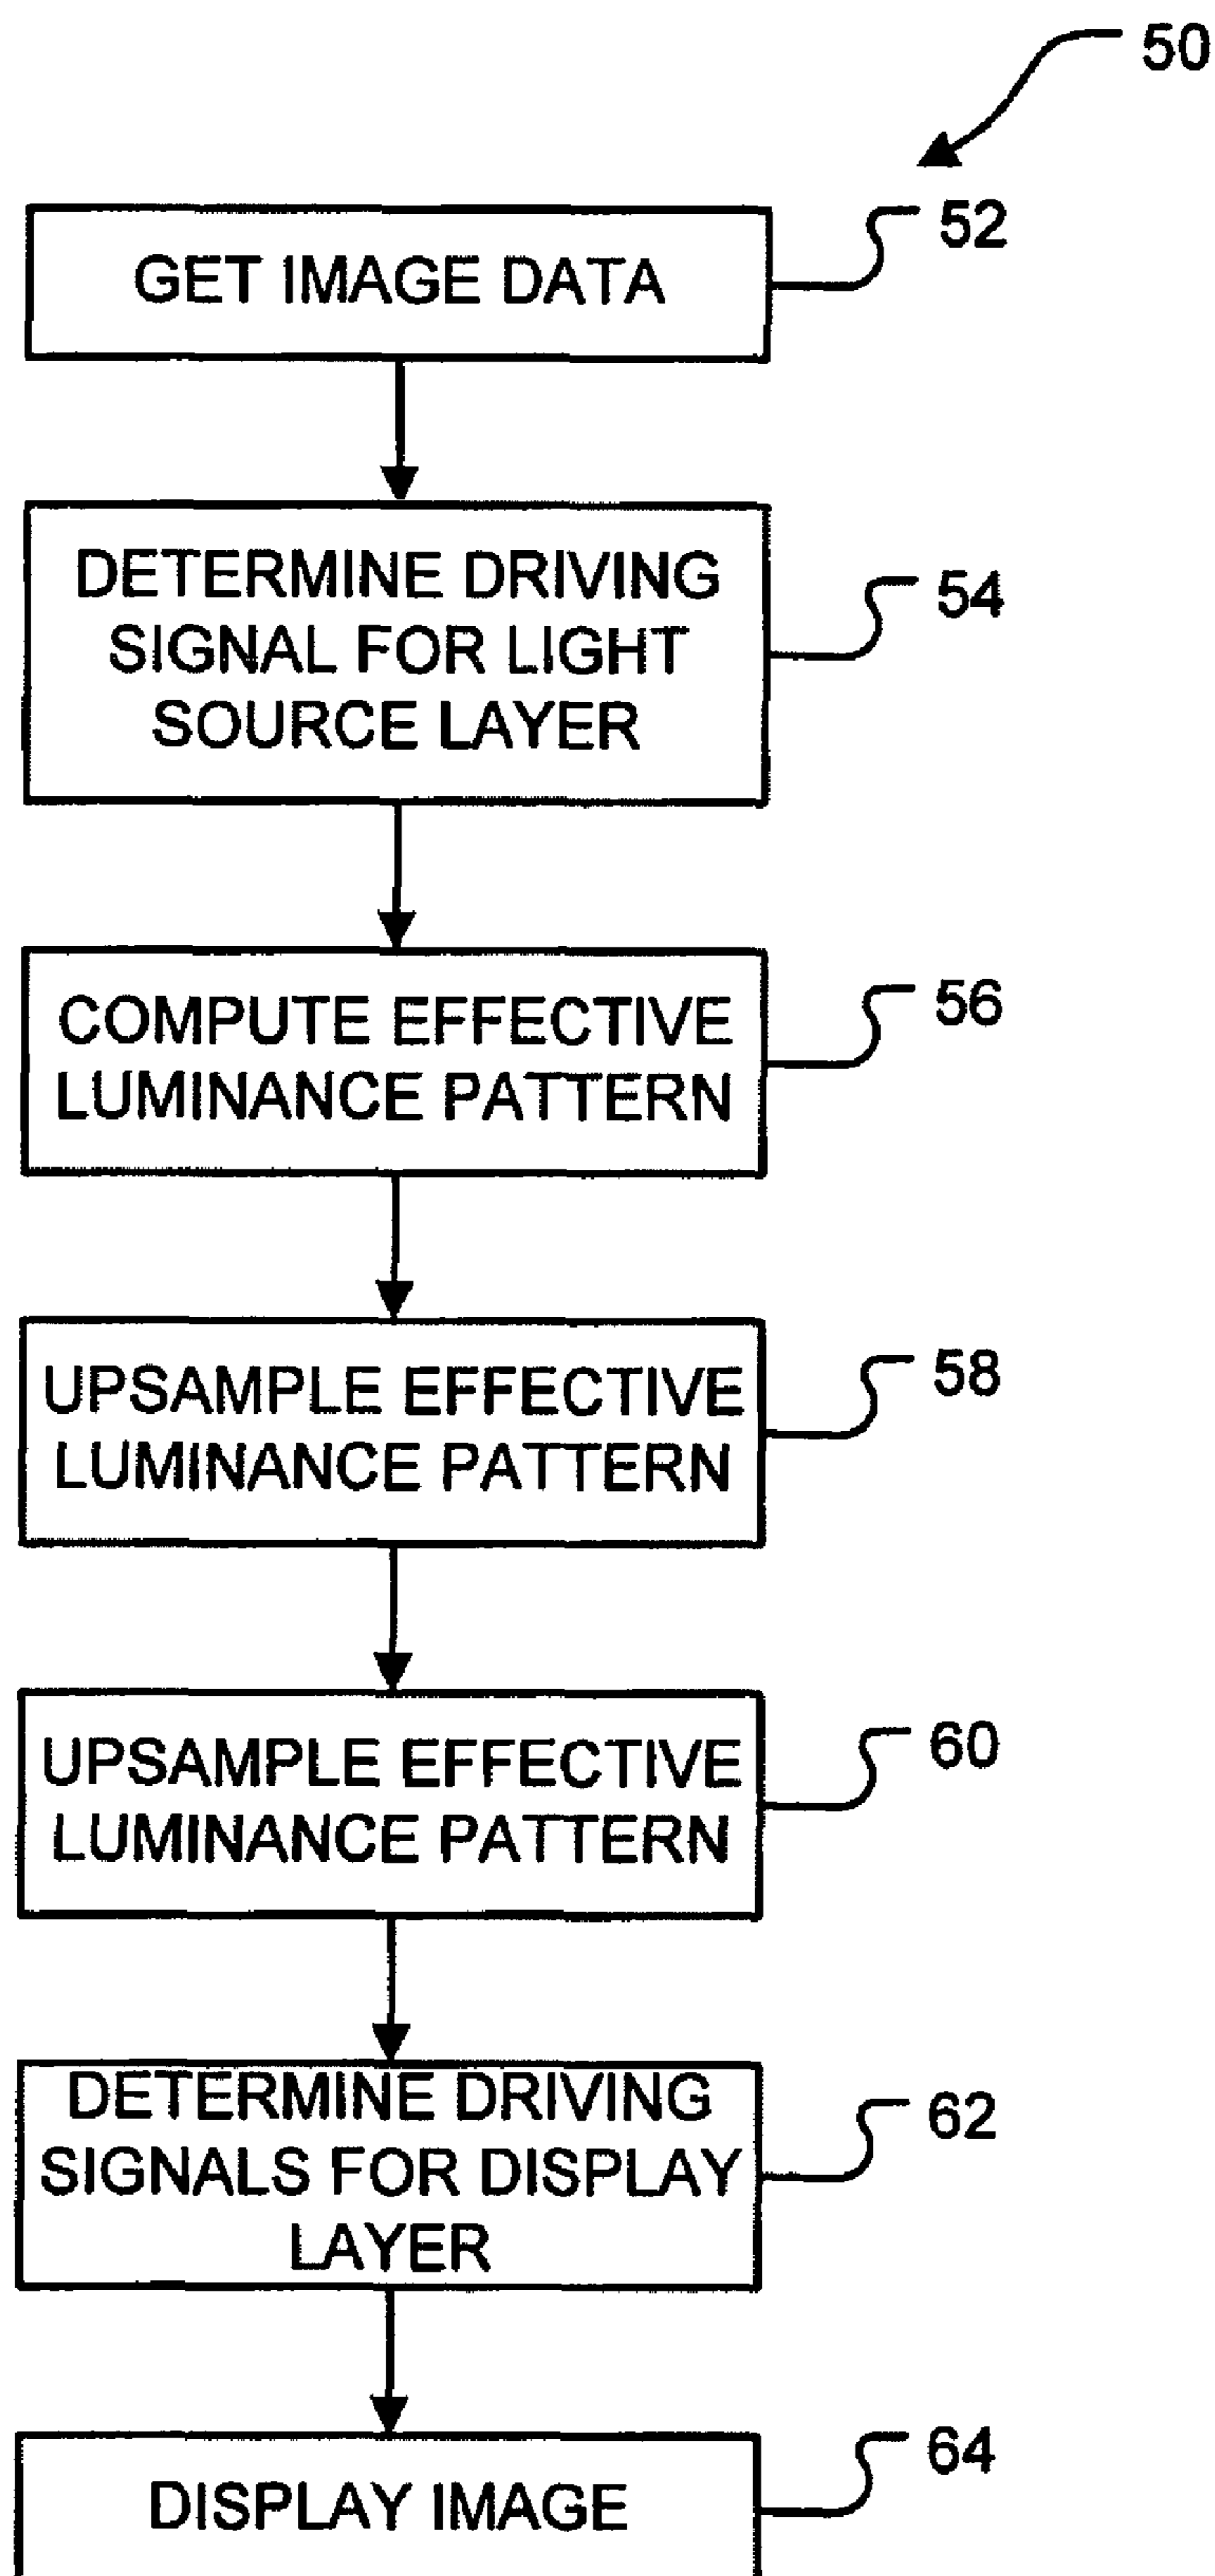 50
GET IMAGE DATA
52
DETERMINE DRIVING
SIGNAL FOR LIGHT
SOURCE LAYER
54
COMPUTE EFFECTIVE
LUMINANCE PATTERN
56
UPSAMPLE EFFECTIVE
LUMINANCE PATTERN
58
UPSAMPLE EFFECTIVE
LUMINANCE PATTERN
60
DETERMINE DRIVING
SIGNALS FOR DISPLAY
LAYER
62
DISPLAY IMAGE
64